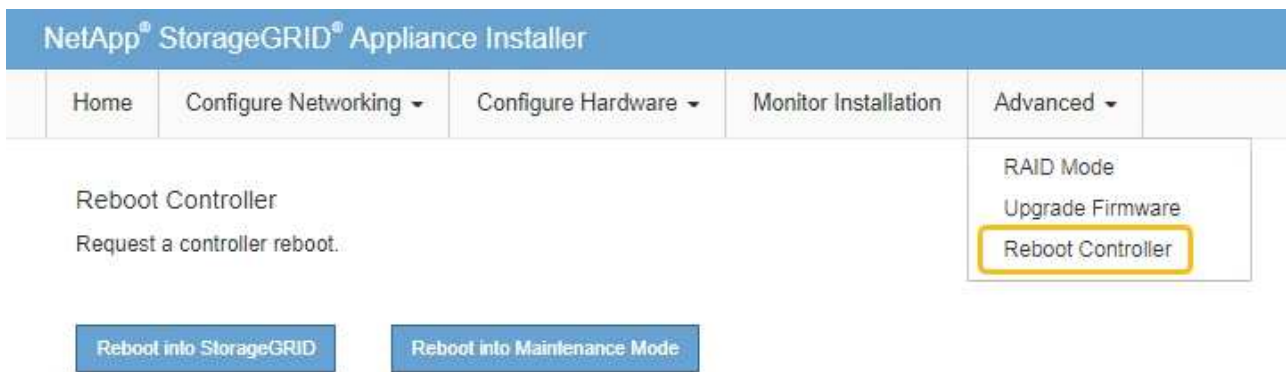 NetApp® StorageGRID® Appliance Installer
Home Configure Networking Configure Hardware Monitor Installation Advanced
RAID Mode
Upgrade Firmware
Reboot Controller
Reboot Controller
Request a controller reboot.
Reboot into StorageGRID Reboot into Maintenance Mode